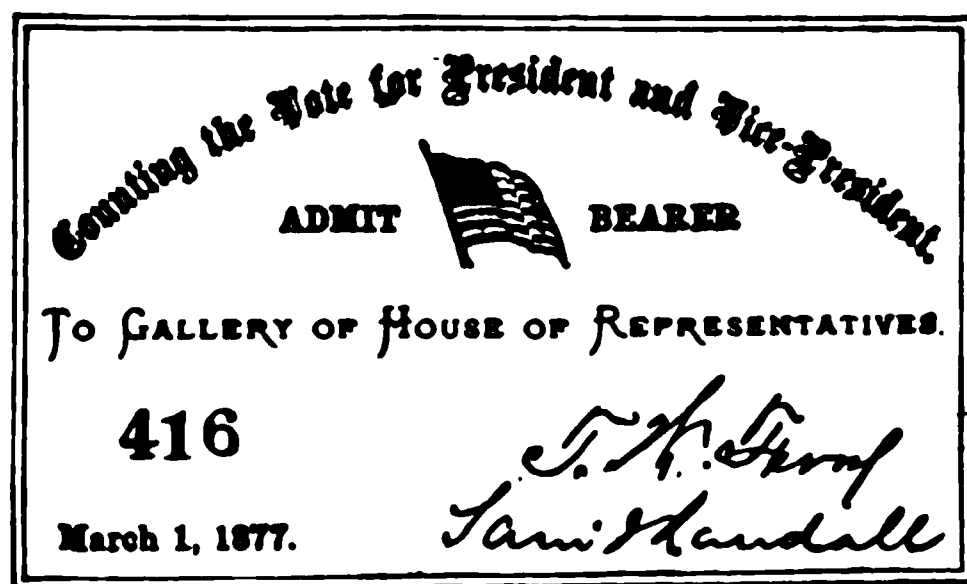 Counting the Vote for President and Vice-President.
ADMIT BEARER
To Gallery of House of Representatives.
416
T. W. Ferry
March 1, 1877.
Sam J Randall